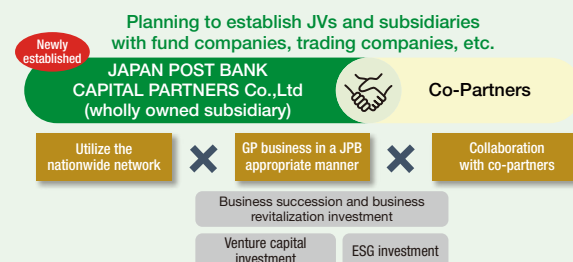 Planning to establish JVs and subsidiaries
with fund companies, trading companies, etc.
Newly
established
JAPAN POST BANK
CAPITAL PARTNERS Co.,Ltd
(wholly owned subsidiary)
Co-Partners
Utilize the
nationwide network
GP business in a JPB
appropriate manner
Collaboration
with co-partners
Business succession and business
revitalization investment
Venture capital
investment
ESG investment